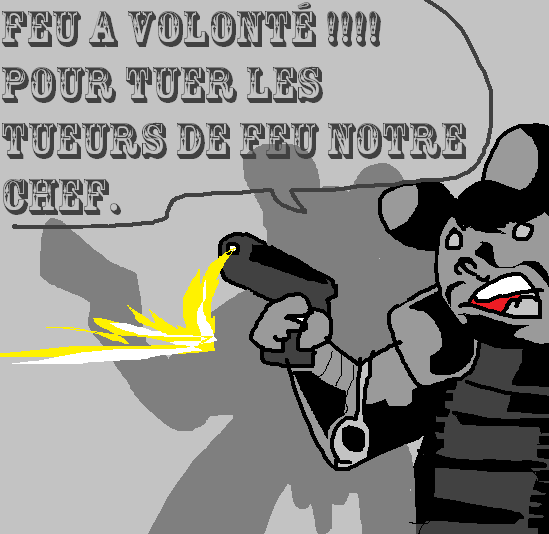 FEU A VOLONTÉ !!!!
POUR TUER LES
TUEURS DE FEU NOTRE
CHEF.